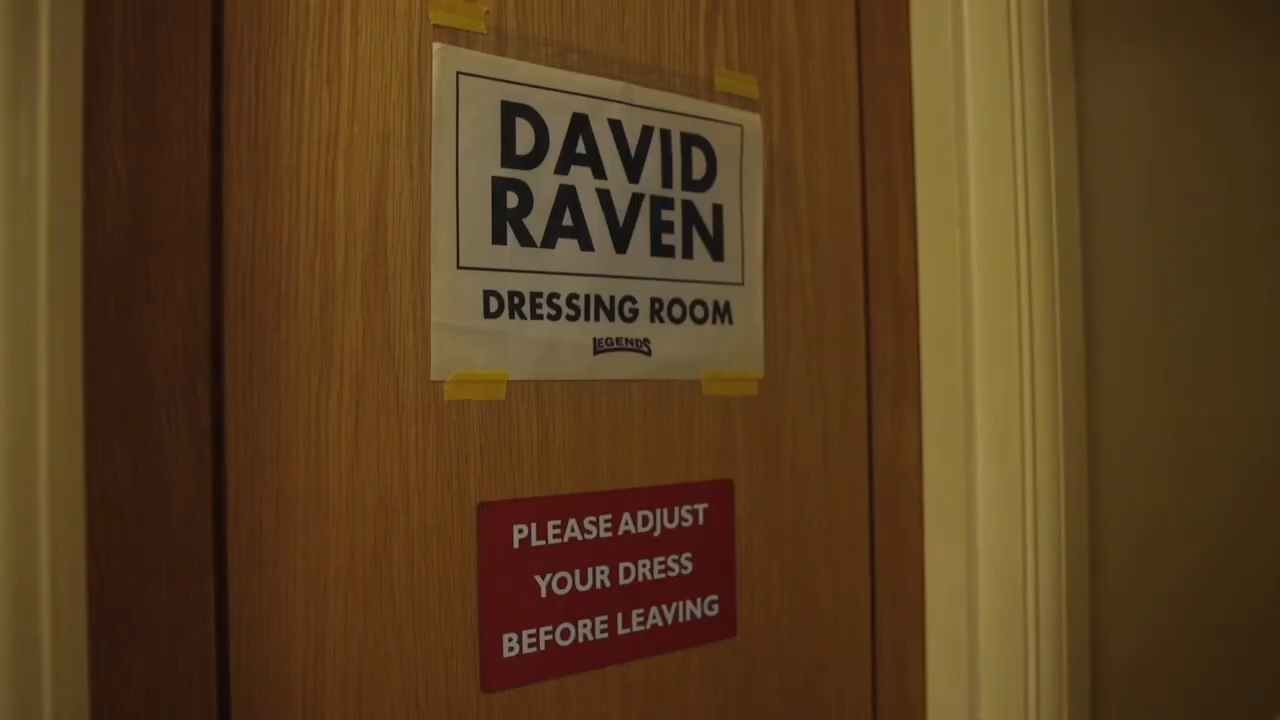 DAVID
RAVEN
DRESSING ROOM
LEGENDS
PLEASE ADJUST
YOUR DRESS
BEFORE LEAVING